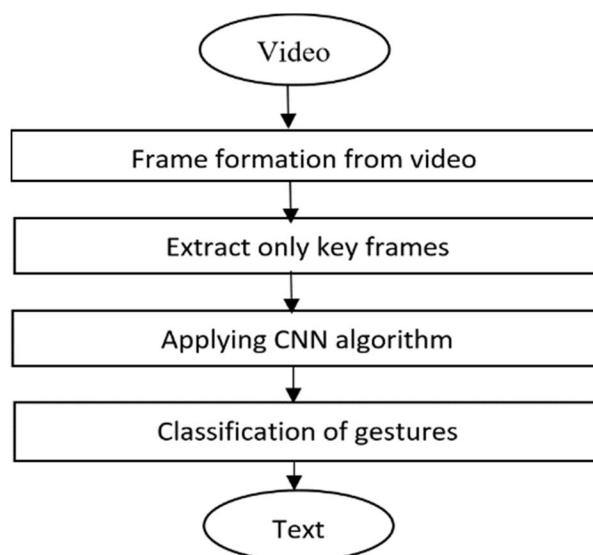 Video
Frame formation from video
Extract only key frames
Applying CNN algorithm
Classification of gestures
Text